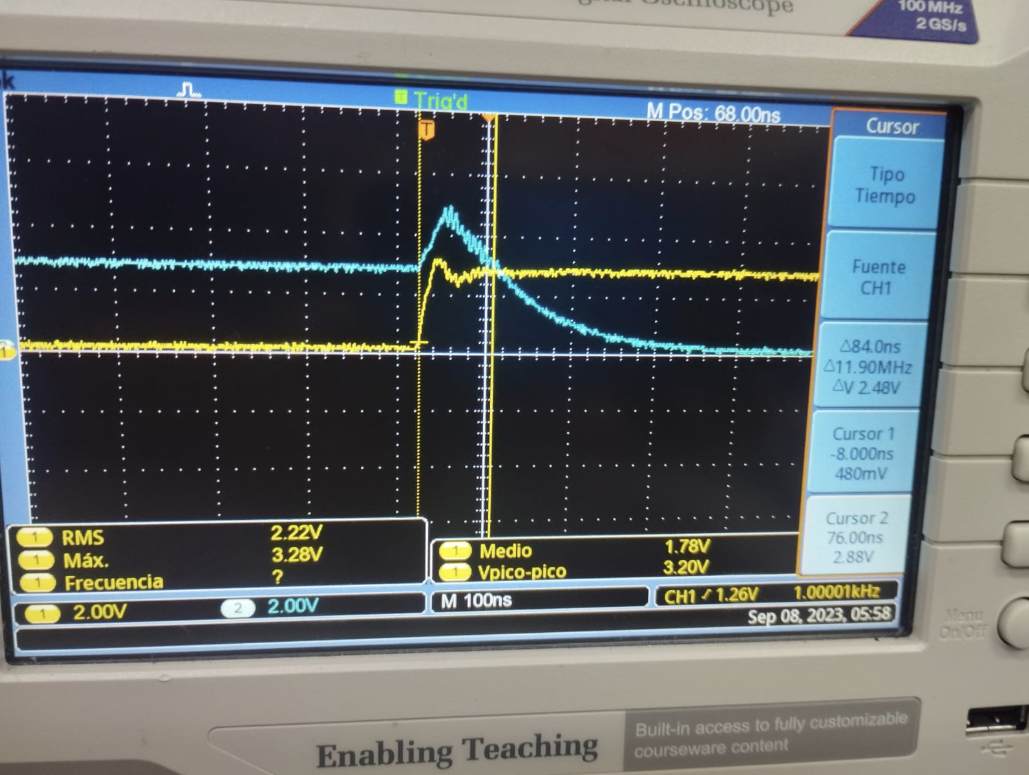 Oscilloscope
100 MHz
2 GS/s
Trig'd
M Pos: 68.00ns
Cursor
T
Tipo
Tiempo
Fuente
CH1
1
△84.0ns
△11.90MHz
△V 2.48V
Cursor 1
-8.000ns
480mV
Cursor 2
76.00ns
2.88V
1 RMS 2.22V
1 Máx. 3.28V
1 Frecuencia ?
1 Medio 1.78V
1 Vpico-pico 3.20V
1 2.00V 2 2.00V
M 100ns
CH1 1.26V 1.00001kHz
Sep 08, 2023, 05:58
Menu
On/Off
Enabling Teaching
Built-in access to fully customizable
courseware content